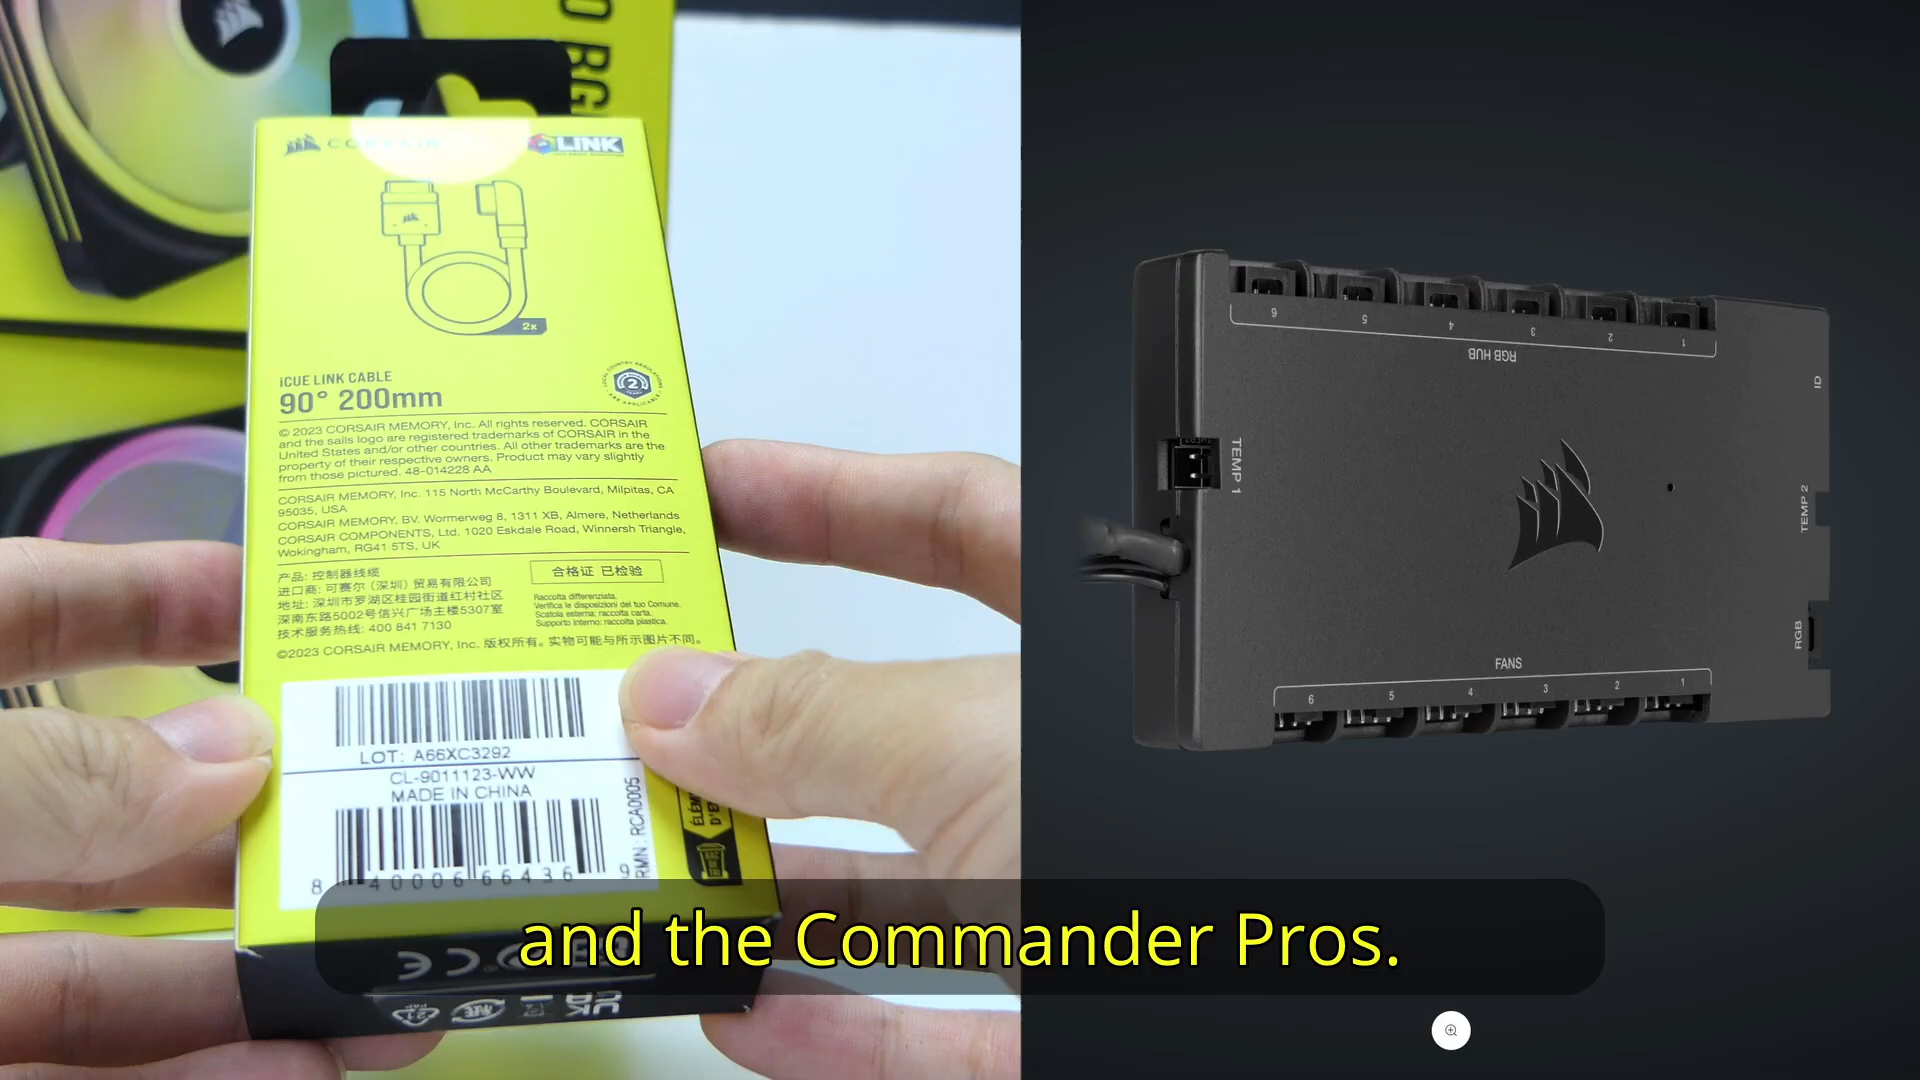 O RG
CORSAIR
LINK
2x
iCUE LINK CABLE
90° 200mm
2
© 2023 CORSAIR MEMORY, Inc. All rights reserved. CORSAIR
and the sails logo are registered trademarks of CORSAIR in the
United States and/or other countries. All other trademarks are the
property of their respective owners. Product may vary slightly
from those pictured. 48-014228 AA
CORSAIR MEMORY, Inc. 115 North McCarthy Boulevard, Milpitas, CA
95035, USA
CORSAIR MEMORY, BV. Wormerweg 8, 1311 XB, Almere, Netherlands
CORSAIR COMPONENTS, Ltd. 1020 Eskdale Road, Winnersh Triangle,
Wokingham, RG41 5TS, UK
产品: 控制器线缆
进口商: 可赛尔 (深圳) 贸易有限公司
地址: 深圳市罗湖区桂园街道红村社区
深南东路5002号信兴广场主楼5307室
技术服务热线: 400 841 7130
合格证 已检验
Raccolta differenziata.
Verifica le disposizioni del tuo Comune.
Scatola esterna: raccolta carta.
Supporto interno: raccolta plastica.
©2023 CORSAIR MEMORY, Inc. 版权所有。实物可能与所示图片不同。
LOT: A66XC3292
CL-9011123-WW
MADE IN CHINA
8 40006 66436 9
RMN: RCA0005
ÉLÉM
D'E
CE
6 5 4 3 2 1
RGB HUB
TEMP 1
ID
TEMP 2
RGB
FANS
6 5 4 3 2 1
and the Commander Pros.